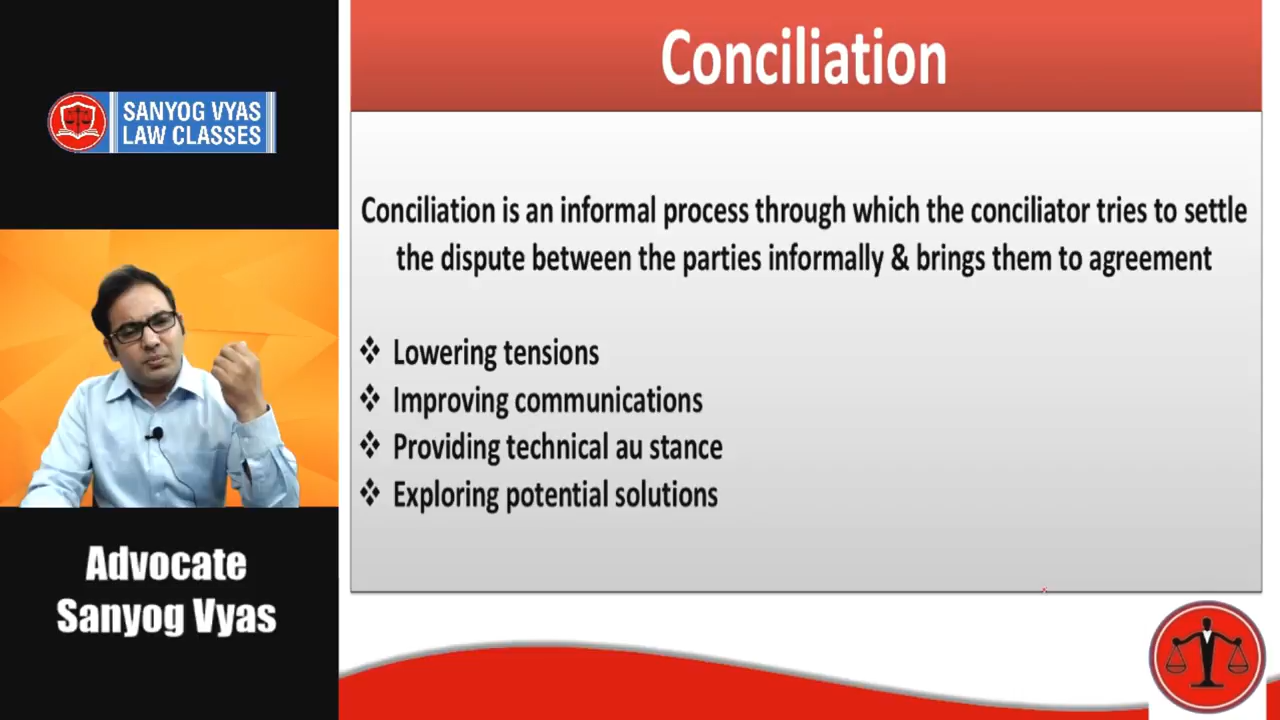 SANYOG VYAS
LAW CLASSES
Advocate
Sanyog Vyas
Conciliation
Conciliation is an informal process through which the conciliator tries to settle
the dispute between the parties informally & brings them to agreement
❖ Lowering tensions
❖ Improving communications
❖ Providing technical au stance
❖ Exploring potential solutions